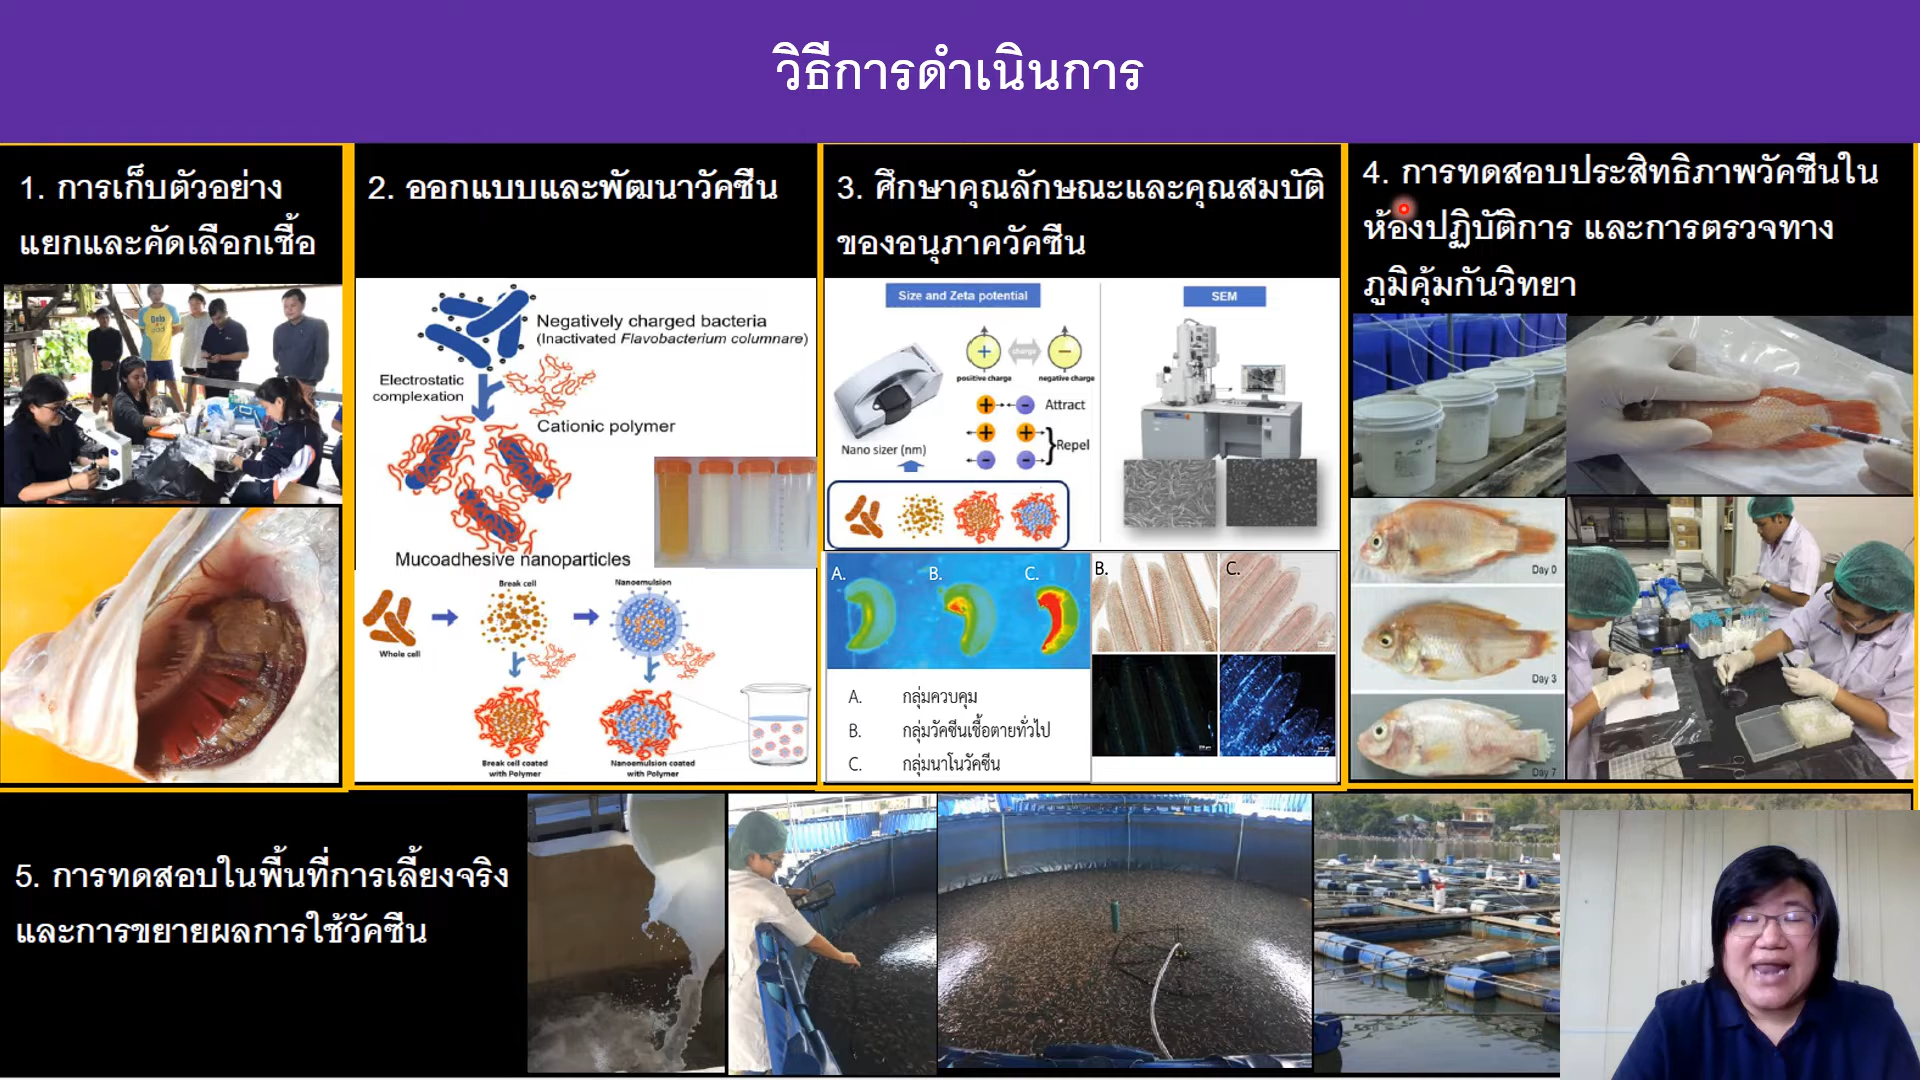 วิธีการดำเนินการ
1. การเก็บตัวอย่าง
แยกและคัดเลือกเชื้อ
2. ออกแบบและพัฒนาวัคซีน
Negatively charged bacteria
(Inactivated Flavobacterium columnare)
Electrostatic
complexation
Cationic polymer
Mucoadhesive nanoparticles
Whole cell
Break cell
Nanoemulsion
Break cell coated
with Polymer
Nanoemulsion coated
with Polymer
3. ศึกษาคุณลักษณะและคุณสมบัติ
ของอนุภาควัคซีน
Size and Zeta potential
SEM
charge
positive charge
negative charge
Attract
Repel
Nano sizer (nm)
A.
B.
C.
B.
C.
A. กลุ่มควบคุม
B. กลุ่มวัคซีนเชื้อตายทั่วไป
C. กลุ่มนาโนวัคซีน
4. การทดสอบประสิทธิภาพวัคซีนใน
ห้องปฏิบัติการ และการตรวจทาง
ภูมิคุ้มกันวิทยา
Day 0
Day 3
Day 7
5. การทดสอบในพื้นที่การเลี้ยงจริง
และการขยายผลการใช้วัคซีน